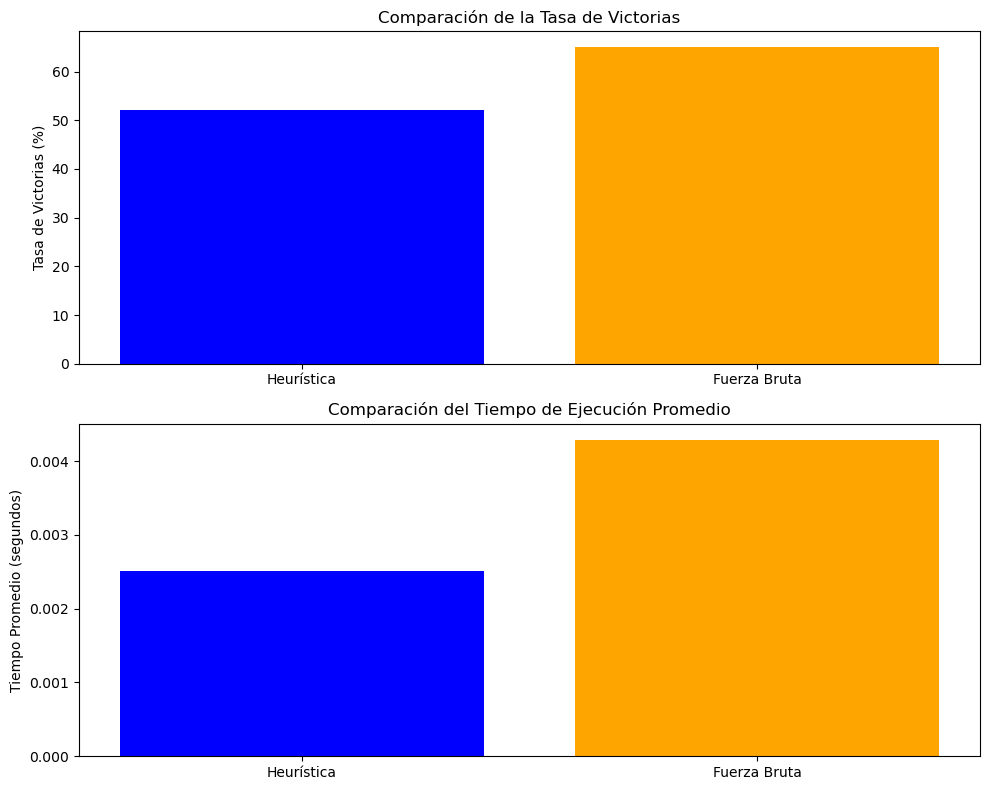 Comparación de la Tasa de Victorias
Tasa de Victorias (%)
60
50
40
30
20
10
0
Heurística
Fuerza Bruta
Comparación del Tiempo de Ejecución Promedio
Tiempo Promedio (segundos)
0.004
0.003
0.002
0.001
0.000
Heurística
Fuerza Bruta